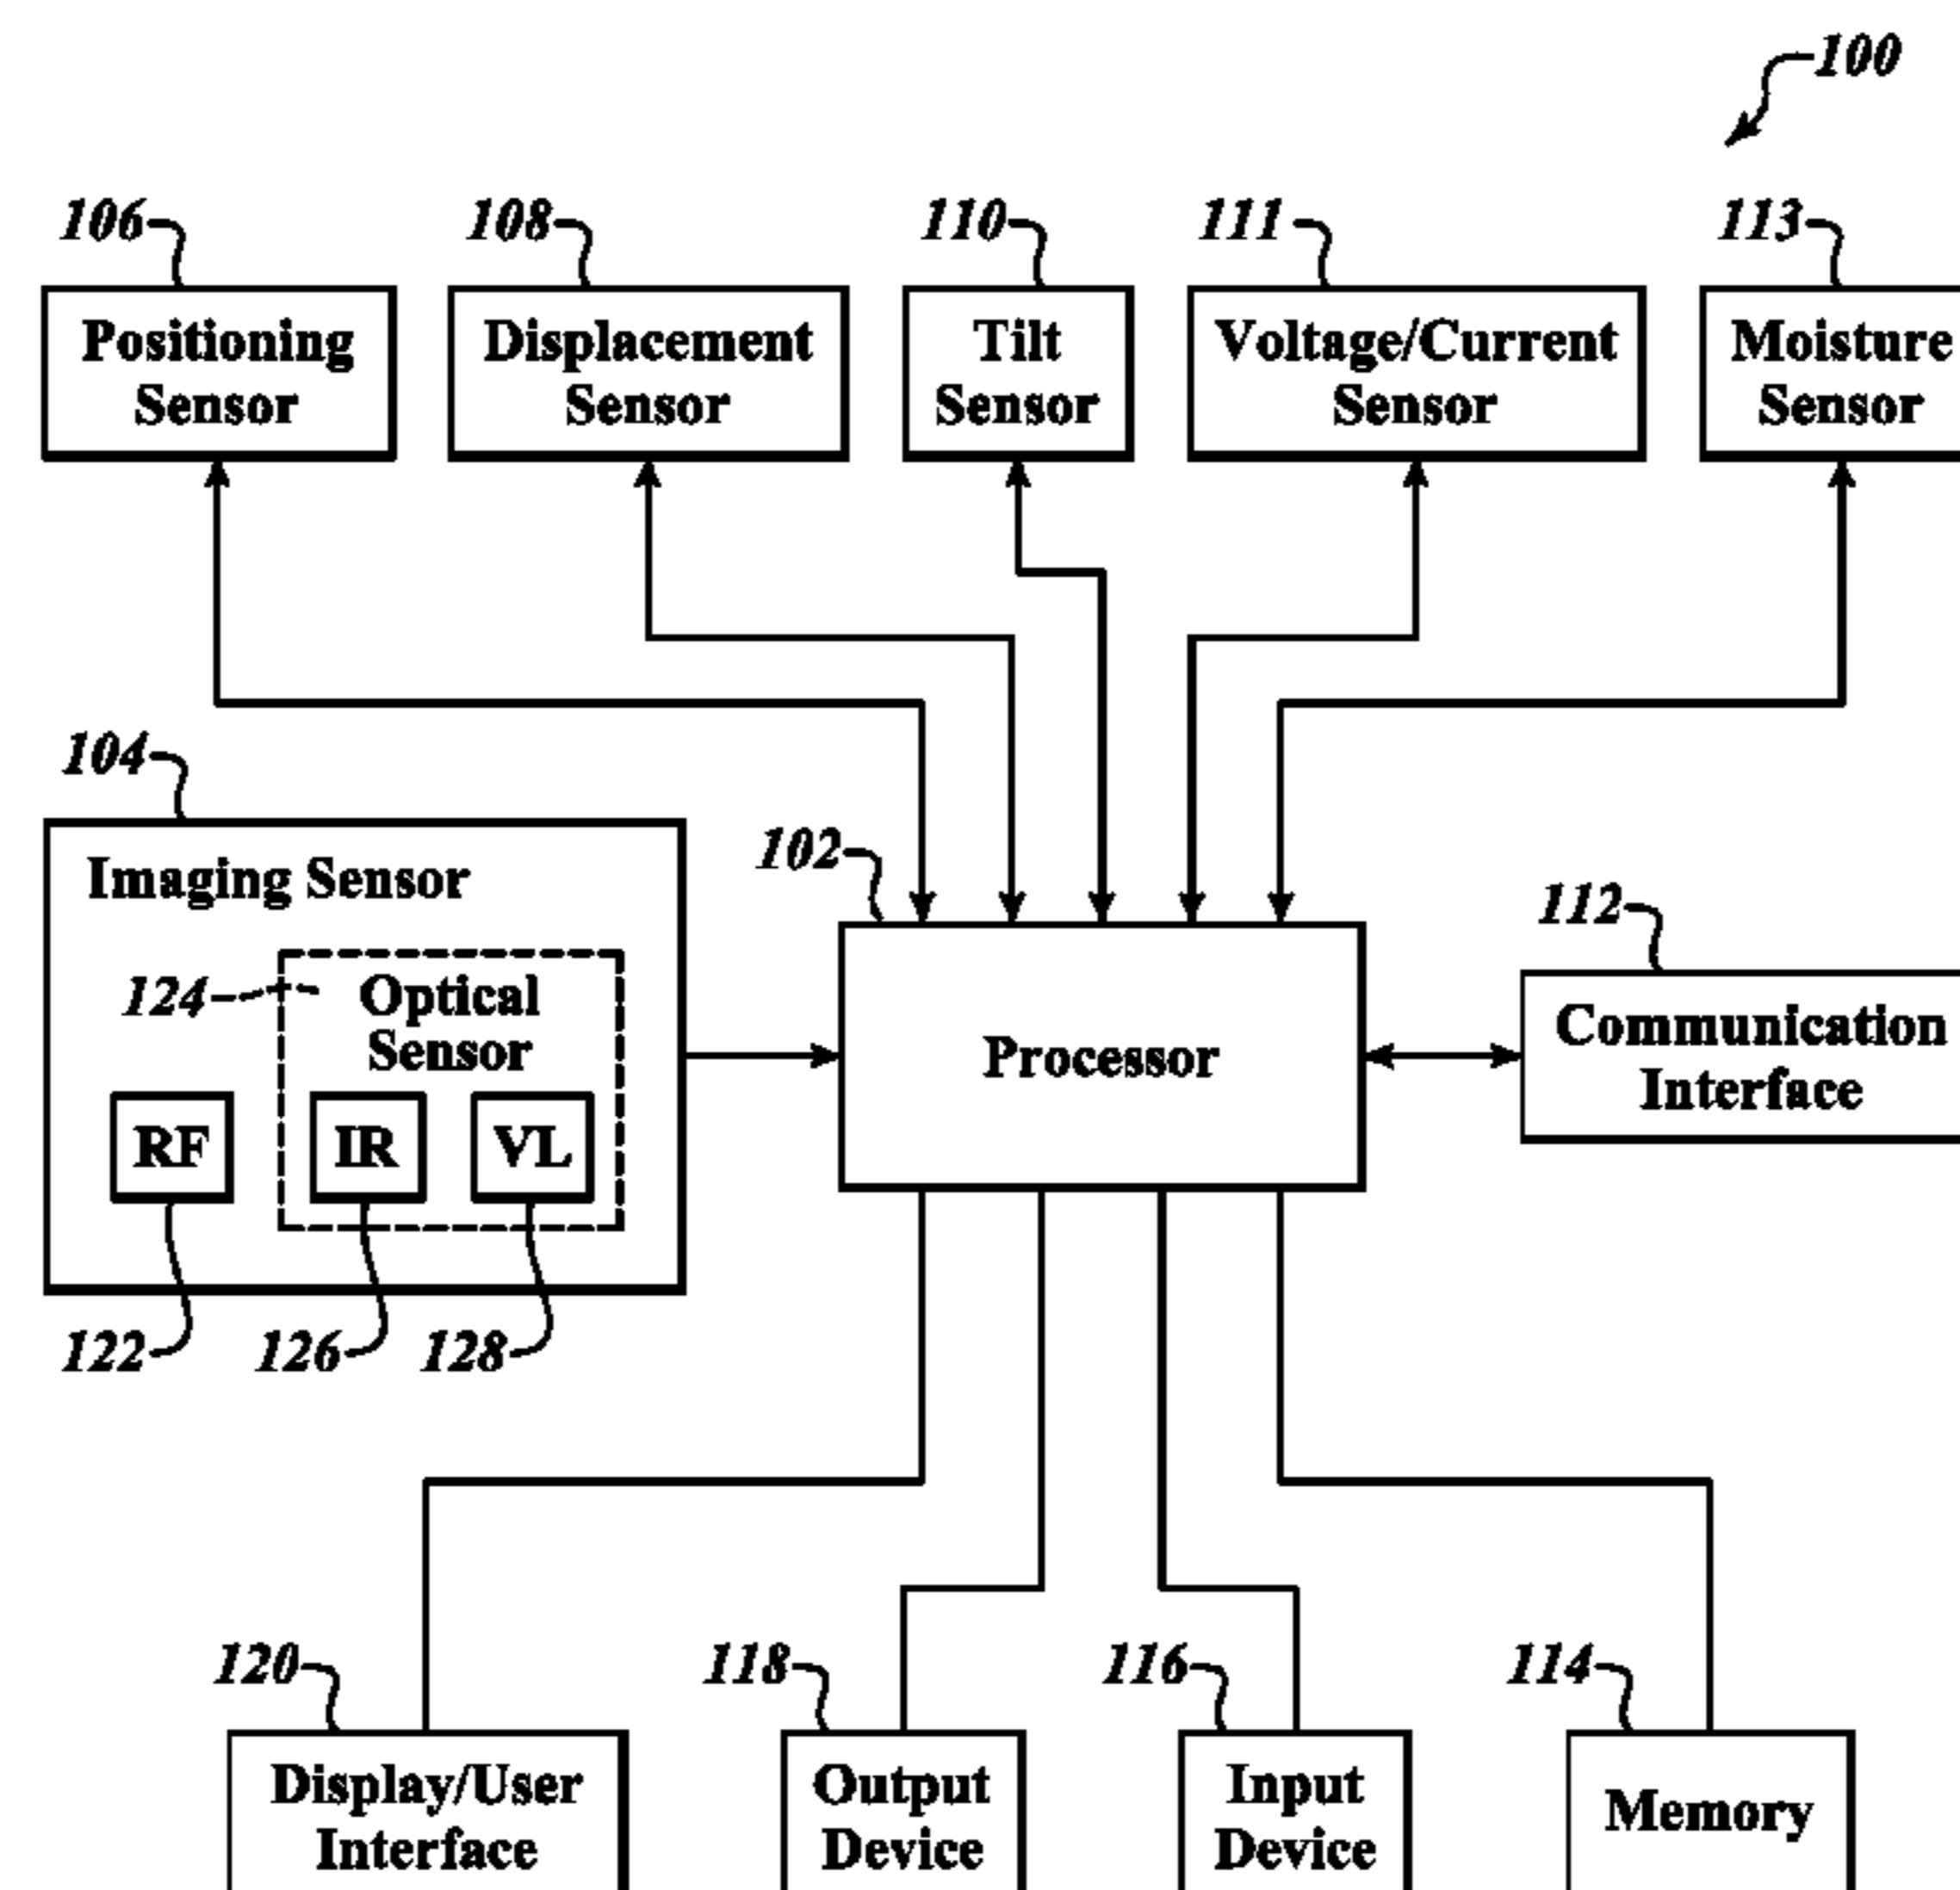 100
106
108
110
111
113
Positioning
Sensor
Displacement
Sensor
Tilt
Sensor
Voltage/Current
Sensor
Moisture
Sensor
104
Imaging Sensor
102
112
124
Optical
Sensor
RF
IR
VL
Processor
Communication
Interface
122
126
128
120
118
116
114
Display/User
Interface
Output
Device
Input
Device
Memory